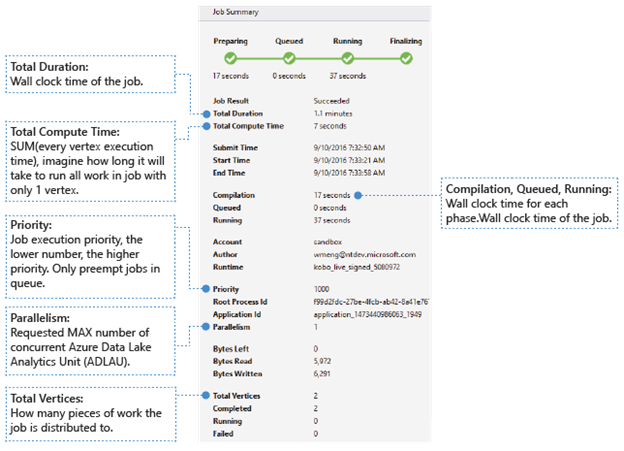 Job Summary
Preparing Queued Running Finalizing
17 seconds 0 seconds 37 seconds
Total Duration:
Wall clock time of the job.
Total Compute Time:
SUM(every vertex execution
time), imagine how long it will
take to run all work in job with
only 1 vertex.
Priority:
Job execution priority, the
lower number, the higher
priority. Only preempt jobs in
queue.
Parallelism:
Requested MAX number of
concurrent Azure Data Lake
Analytics Unit (ADLAU).
Total Vertices:
How many pieces of work the
job is distributed to.
Job Result Succeeded
Total Duration 1.1 minutes
Total Compute Time 7 seconds
Submit Time 9/10/2016 7:32:50 AM
Start Time 9/10/2016 7:33:21 AM
End Time 9/10/2016 7:33:58 AM
Compilation 17 seconds
Queued 0 seconds
Running 37 seconds
Account sandbox
Author wmeng@ntdev.microsoft.com
Runtime kobo_live_signed_5080972
Priority 1000
Root Process Id f99d2fdc-27be-4fcb-ab42-8a41e76
Application Id application_1473440986063_1949
Parallelism 1
Bytes Left 0
Bytes Read 5,972
Bytes Written 6,291
Total Vertices 2
Completed 2
Running 0
Failed 0
Compilation, Queued, Running:
Wall clock time for each
phase.Wall clock time of the job.